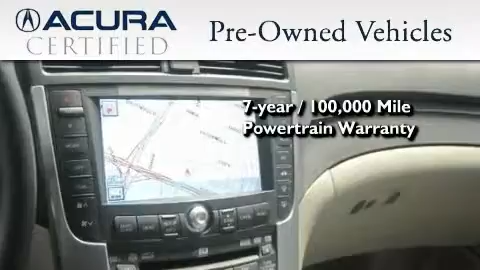 ACURA
CERTIFIED
Pre-Owned Vehicles
7-year / 100,000 Mile
Powertrain Warranty